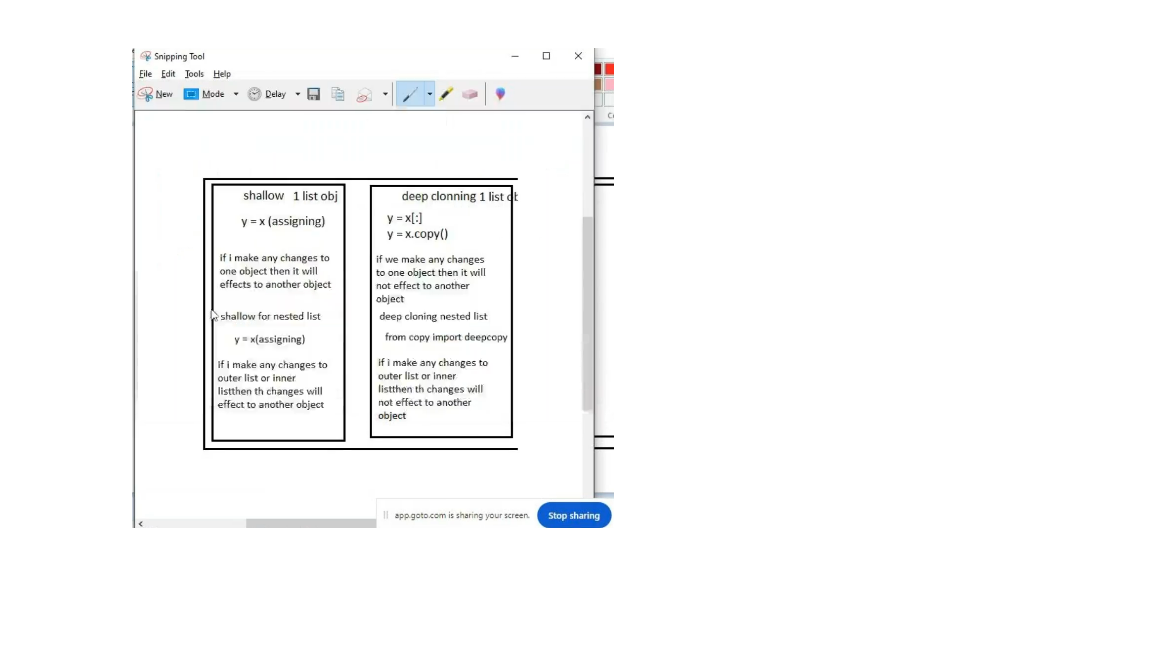 Snipping Tool
File Edit Tools Help
New Mode Delay
shallow 1 list obj
y = x (assigning)
if i make any changes to
one object then it will
effects to another object
shallow for nested list
y = x(assigning)
if i make any changes to
outer list or inner
listthen th changes will
effect to another object
deep clonning 1 list
y = x[:]
y = x.copy()
if we make any changes
to one object then it will
not effect to another
object
deep cloning nested list
from copy import deepcopy
if i make any changes to
outer list or inner
listthen th changes will
not effect to another
object
app.goto.com is sharing your screen.
Stop sharing